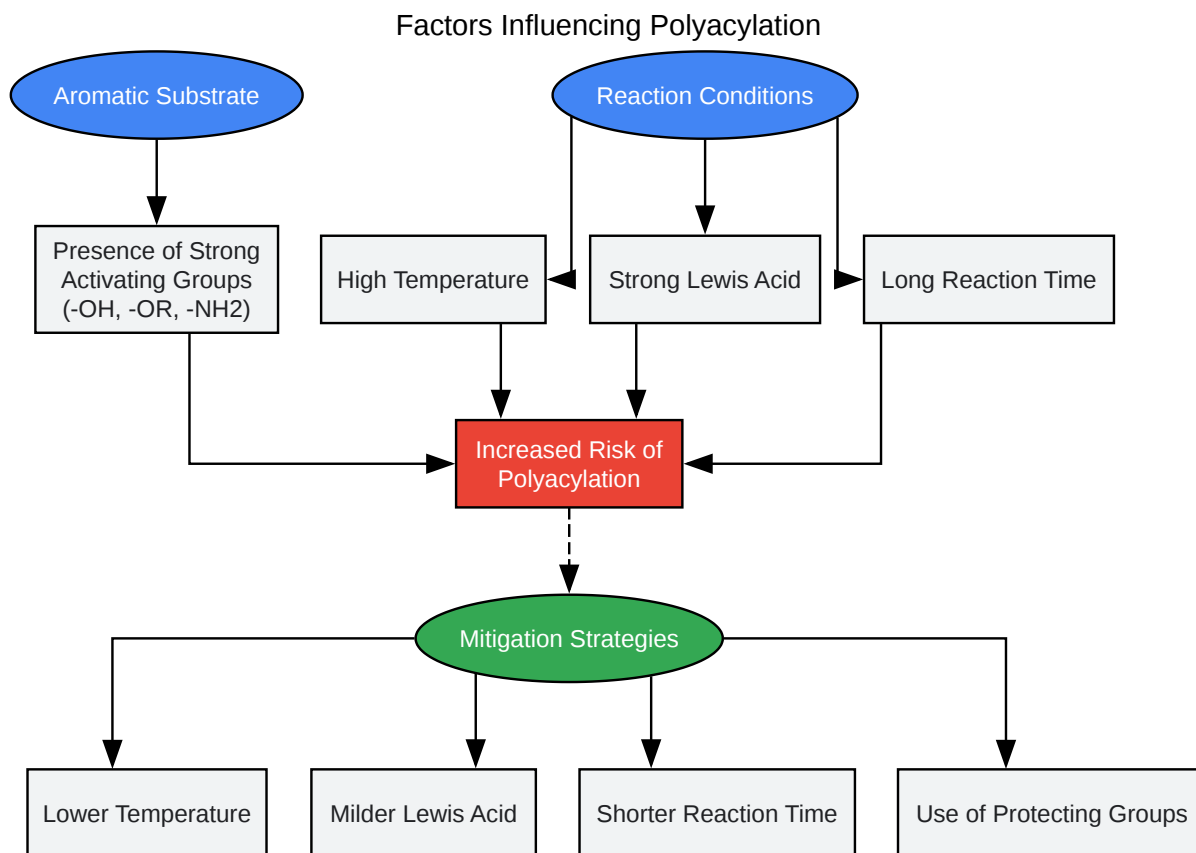 Factors Influencing Polyacylation
Aromatic Substrate
Reaction Conditions
Presence of Strong
Activating Groups
(-OH, -OR, -NH2)
High Temperature
Strong Lewis Acid
Long Reaction Time
Increased Risk of
Polyacylation
Mitigation Strategies
Lower Temperature
Milder Lewis Acid
Shorter Reaction Time
Use of Protecting Groups